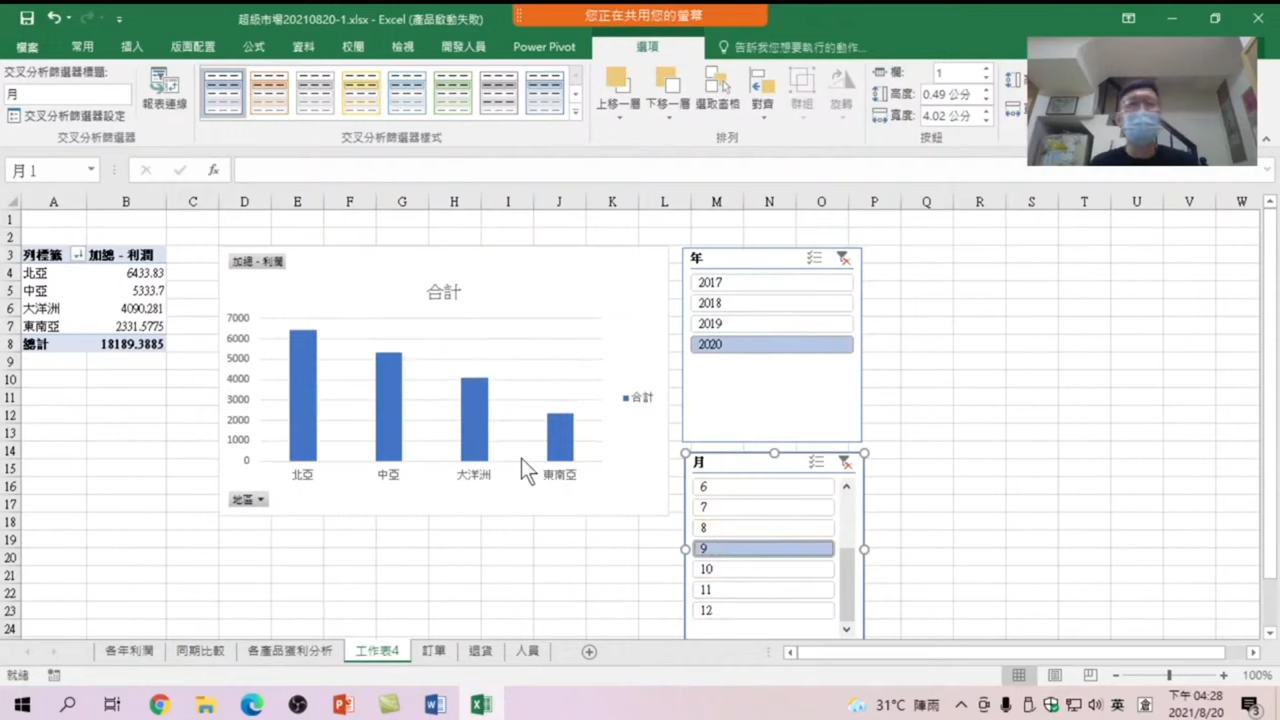 超級市場20210820-1.xlsx - Excel (產品啟動失敗)
您正在共用您的螢幕
檔案 常用 插入 版面配置 公式 資料 校閱 檢視 開發人員 Power Pivot 選項 告訴我您想要執行的動作...
交叉分析篩選器標題:
月
交叉分析篩選器設定
交叉分析篩選器
報表連線
交叉分析篩選器樣式
上移一層 下移一層 選取窗格 對齊 群組 旋轉
排列
欄: 1
高度: 0.49 公分
寬度: 4.02 公分
按鈕
月 1
fx
A B C D E F G H I J K L M N O P Q R S T U V W
1
2
3 列標籤 加總 - 利潤
4 北亞 6433.83
5 中亞 5333.7
6 大洋洲 4090.281
7 東南亞 2331.5775
8 總計 18189.3885
9
10
11
12
13
14
15
16
17
18
19
20
21
22
23
24
加總 - 利潤
合計
7000
6000
5000
4000
3000
2000
1000
0
北亞 中亞 大洋洲 東南亞
合計
地區
年
2017
2018
2019
2020
月
6
7
8
9
10
11
12
各年利潤 同期比較 各產品獲利分析 工作表4 訂單 退貨 人員
就緒
100%
31°C 陣雨
英
下午 04:28
2021/8/20
3